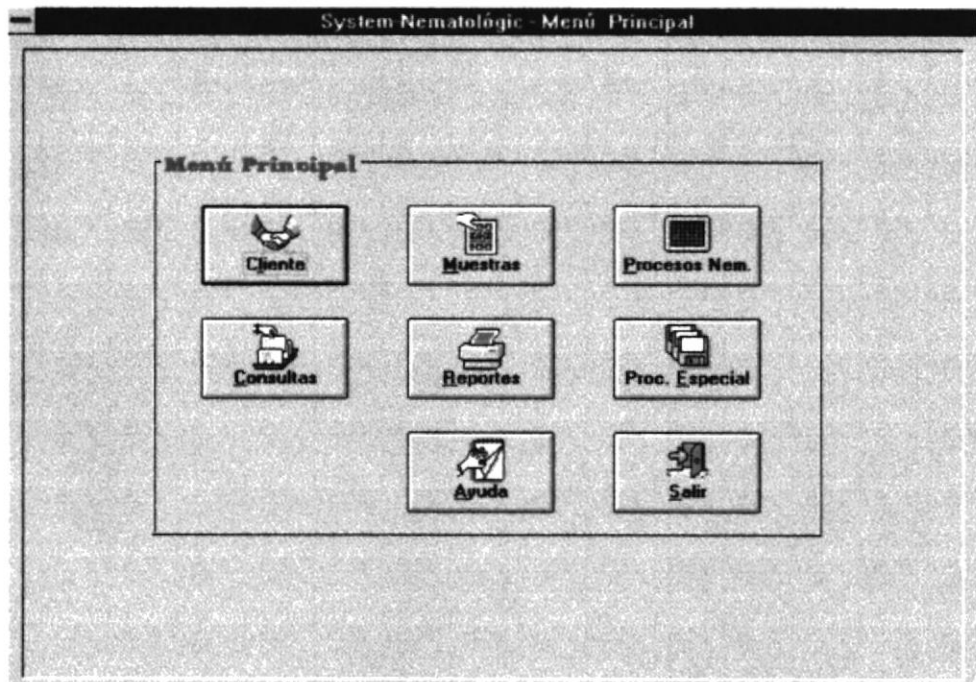 System Nematológic - Menú Principal
Menú Principal
Cliente
Muestras
Procesos Nem.
Consultas
Reportes
Proc. Especial
Ayuda
Salir